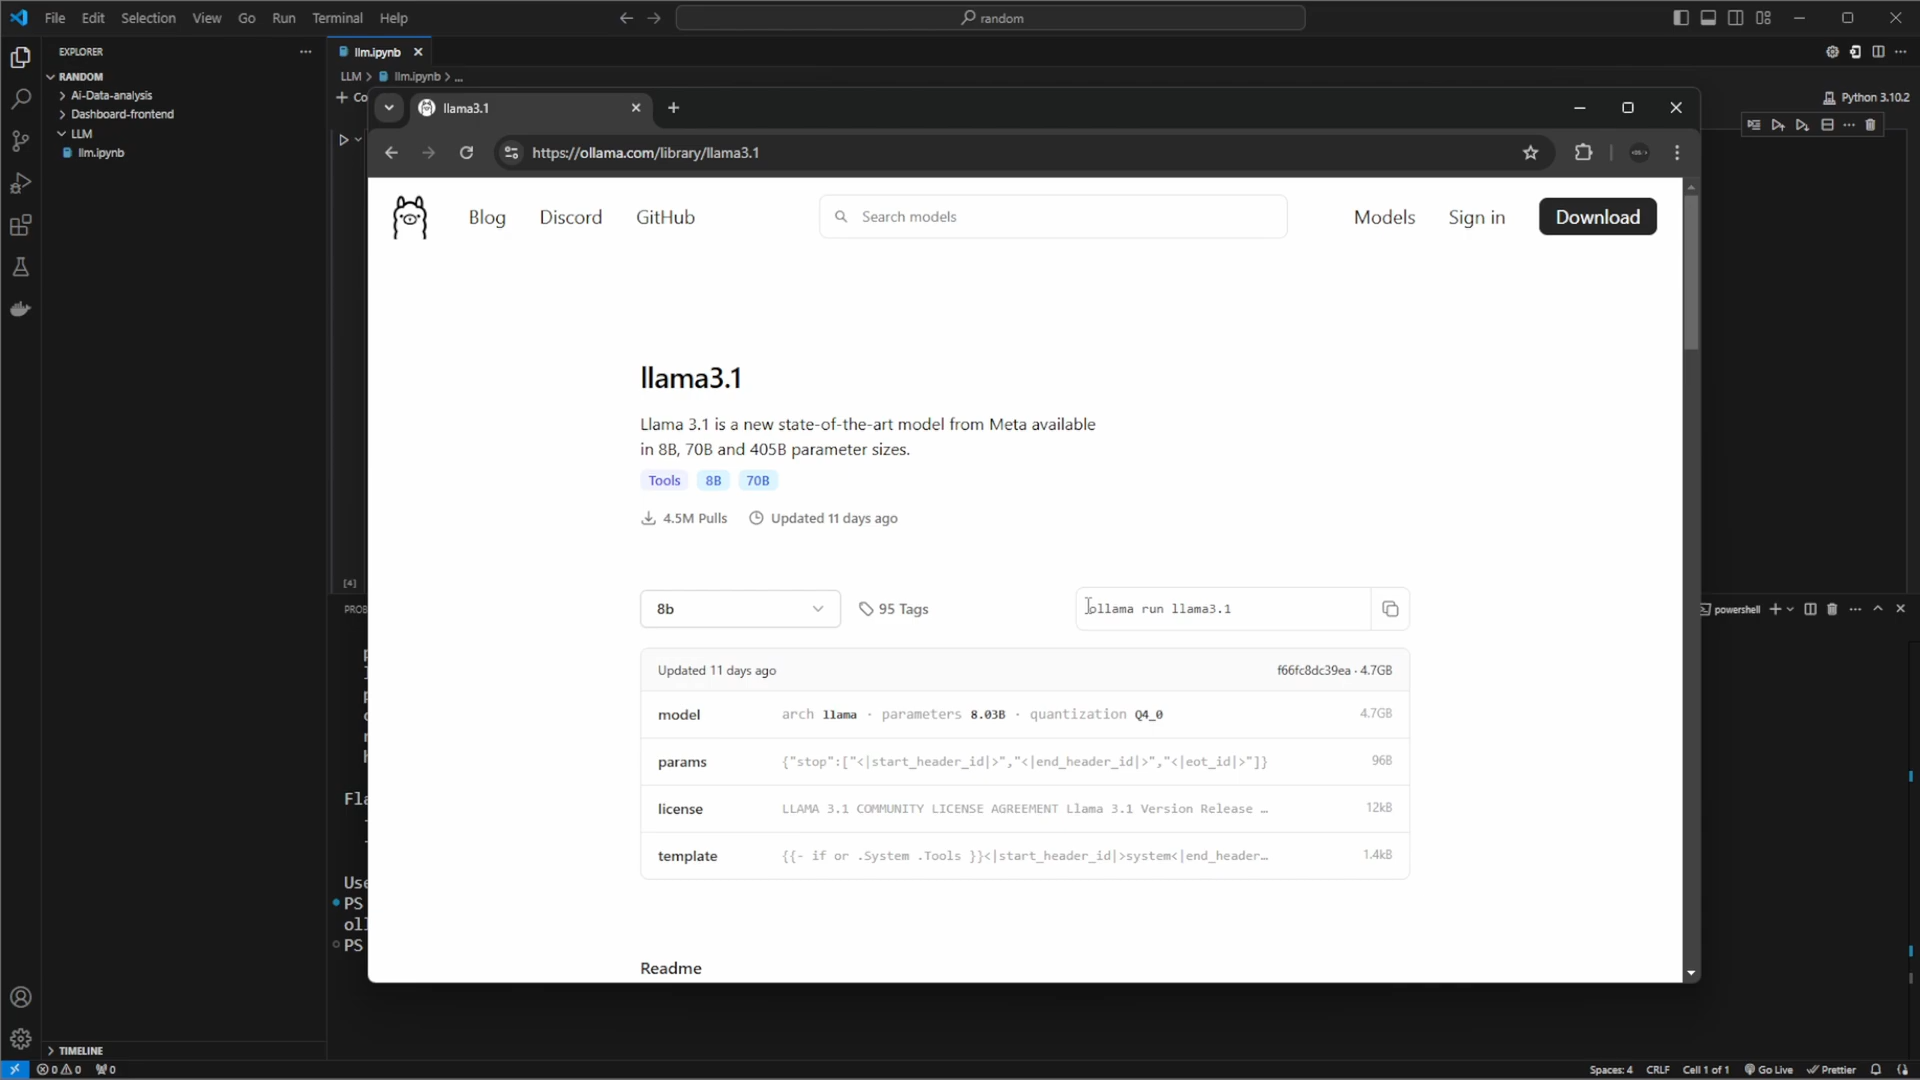 File Edit Selection View Go Run Terminal Help
random
EXPLORER
RANDOM
Ai-Data-analysis
Dashboard-frontend
LLM
llm.ipynb
TIMELINE
llm.ipynb
LLM > llm.ipynb > ...
Python 3.10.2
llama3.1
https://ollama.com/library/llama3.1
Blog Discord GitHub
Search models
Models Sign in Download
llama3.1
Llama 3.1 is a new state-of-the-art model from Meta available
in 8B, 70B and 405B parameter sizes.
Tools 8B 70B
4.5M Pulls Updated 11 days ago
8b 95 Tags ollama run llama3.1
Updated 11 days ago f66fc8dc39ea · 4.7GB
model arch llama · parameters 8.03B · quantization Q4_0 4.7GB
params {"stop":["<|start_header_id|>","<|end_header_id|>","<|eot_id|>"]} 96B
license LLAMA 3.1 COMMUNITY LICENSE AGREEMENT Llama 3.1 Version Release … 12kB
template {{- if or .System .Tools }}<|start_header_id|>system<|end_header… 1.4kB
Readme
[4]
powershell
PS
PS
0 0 0
Spaces: 4 CRLF Cell 1 of 1 Go Live Prettier